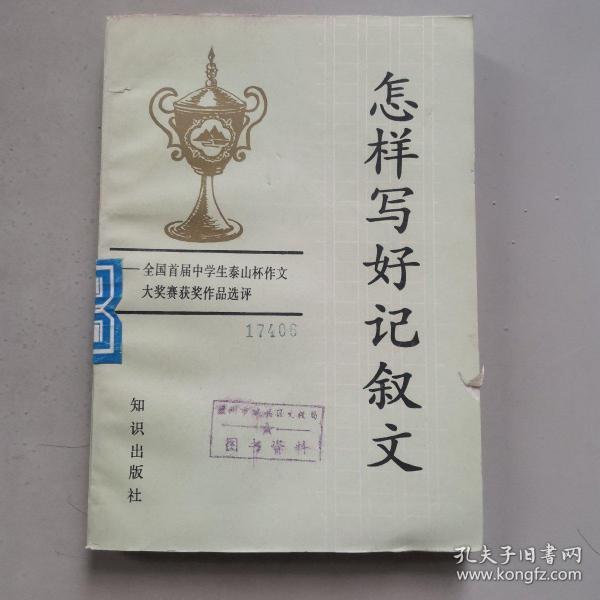 怎样写好记叙文
——全国首届中学生泰山杯作文
大奖赛获奖作品选评
17406
知识出版社
图书资料
孔夫子旧书网
www.kongfz.com